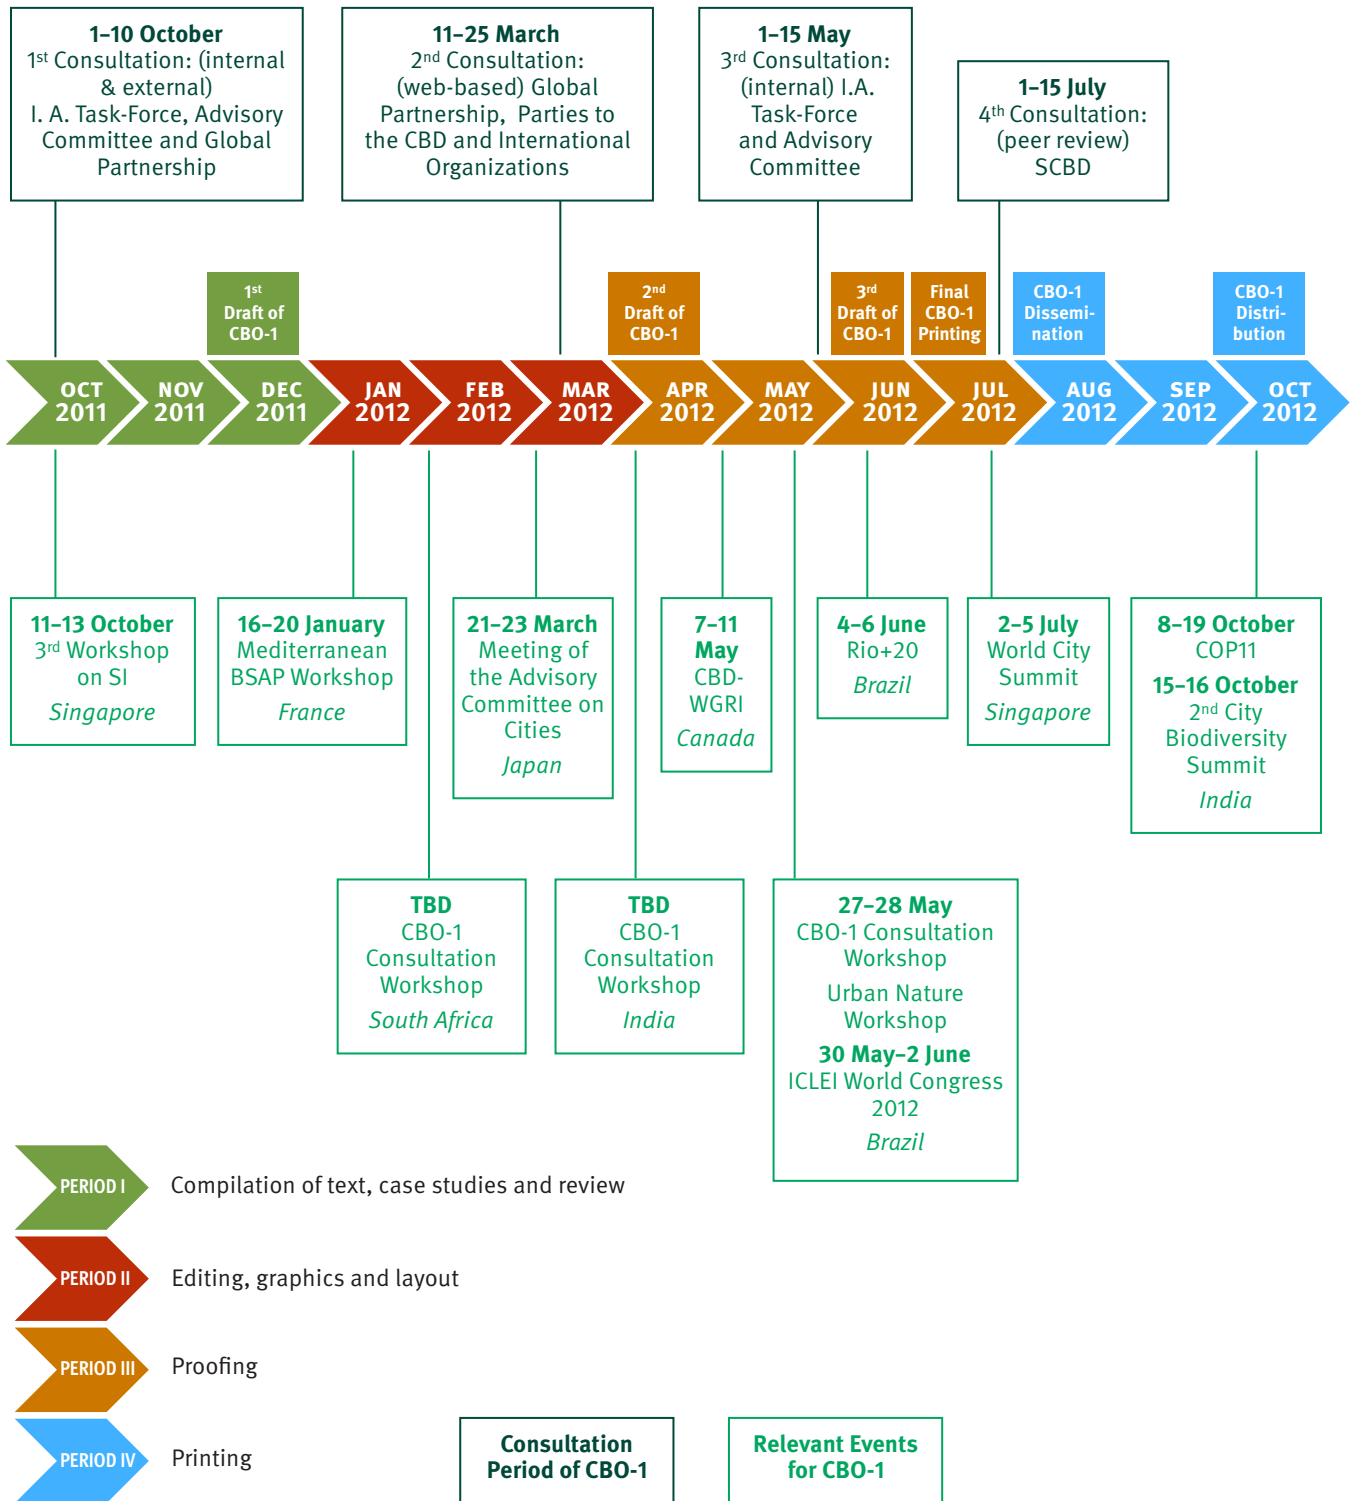 1–10 October
1st Consultation: (internal
& external)
I. A. Task-Force, Advisory
Committee and Global
Partnership
11–25 March
2nd Consultation:
(web-based) Global
Partnership, Parties to
the CBD and International
Organizations
1–15 May
3rd Consultation:
(internal) I.A.
Task-Force
and Advisory
Committee
1–15 July
4th Consultation:
(peer review)
SCBD
1st
Draft of
CBO-1
2nd
Draft of
CBO-1
3rd
Draft of
CBO-1
Final
CBO-1
Printing
CBO-1
Dissemi-
nation
CBO-1
Distri-
bution
OCT
2011
NOV
2011
DEC
2011
JAN
2012
FEB
2012
MAR
2012
APR
2012
MAY
2012
JUN
2012
JUL
2012
AUG
2012
SEP
2012
OCT
2012
11–13 October
3rd Workshop
on SI
Singapore
16–20 January
Mediterranean
BSAP Workshop
France
21–23 March
Meeting of
the Advisory
Committee on
Cities
Japan
7–11
May
CBD-
WGRI
Canada
4–6 June
Rio+20
Brazil
2–5 July
World City
Summit
Singapore
8–19 October
COP11
15–16 October
2nd City
Biodiversity
Summit
India
TBD
CBO-1
Consultation
Workshop
South Africa
TBD
CBO-1
Consultation
Workshop
India
27–28 May
CBO-1 Consultation
Workshop
Urban Nature
Workshop
30 May–2 June
ICLEI World Congress
2012
Brazil
PERIOD I
Compilation of text, case studies and review
PERIOD II
Editing, graphics and layout
PERIOD III
Proofing
PERIOD IV
Printing
Consultation
Period of CBO-1
Relevant Events
for CBO-1